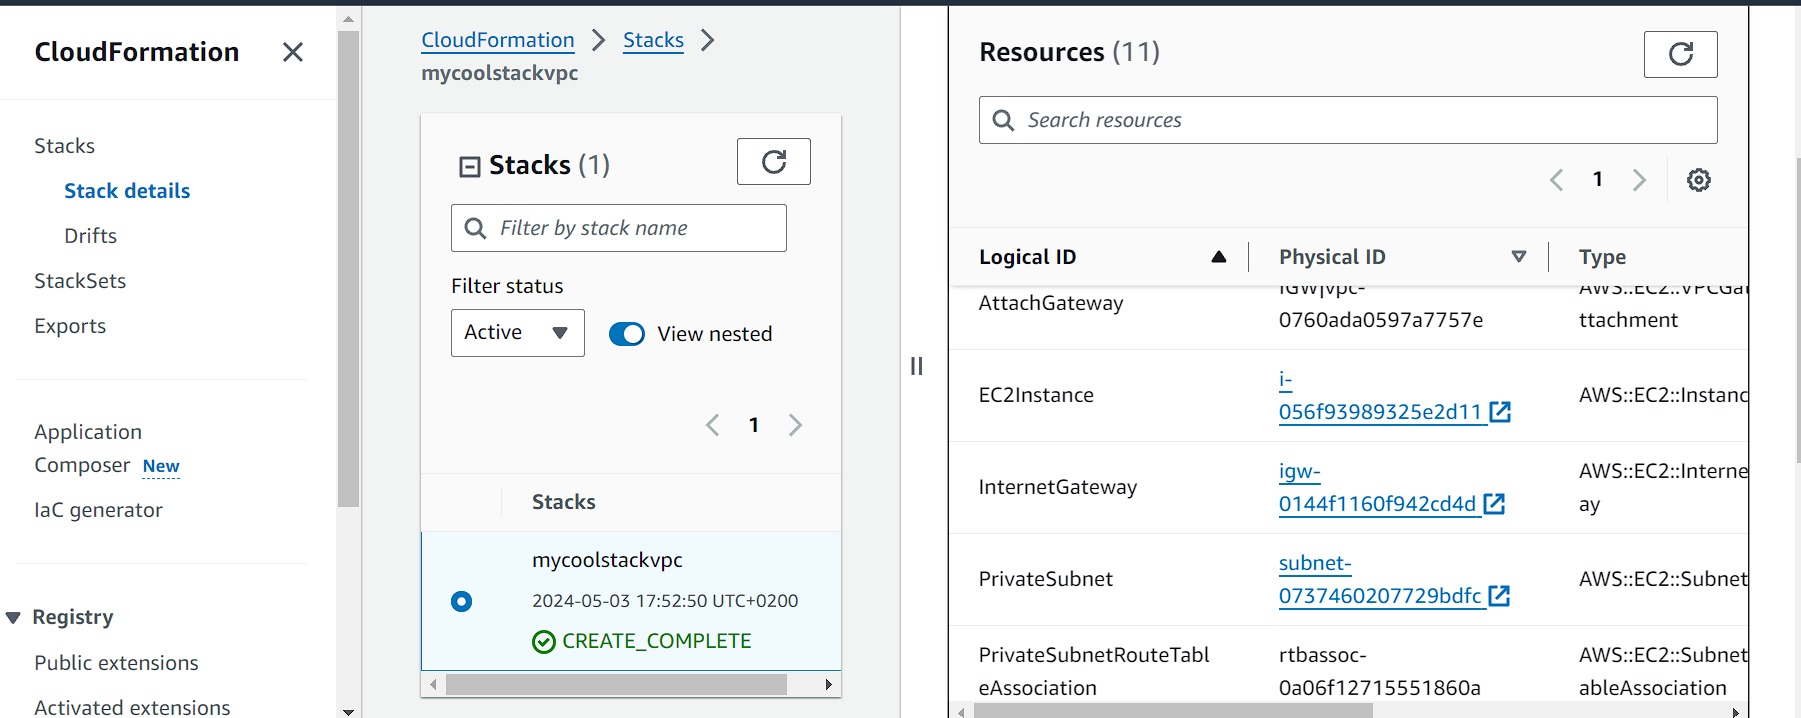 CloudFormation
Stacks
Stack details
Drifts
StackSets
Exports
Application
Composer New
IaC generator
Registry
Public extensions
Activated extensions
CloudFormation Stacks
mycoolstackvpc
Stacks (1)
Filter by stack name
Filter status
Active View nested
1
Stacks
mycoolstackvpc
2024-05-03 17:52:50 UTC+0200
CREATE_COMPLETE
Resources (11)
Search resources
1
Logical ID Physical ID Type
AttachGateway
IGW|vpc-
0760ada0597a7757e
AWS::EC2::VPCGat
ttachment
EC2Instance
i-
056f93989325e2d11
AWS::EC2::Instanc
InternetGateway
igw-
0144f1160f942cd4d
AWS::EC2::Interne
ay
PrivateSubnet
subnet-
0737460207729bdfc
AWS::EC2::Subnet
PrivateSubnetRouteTabl
eAssociation
rtbassoc-
0a06f12715551860a
AWS::EC2::Subnet
ableAssociation